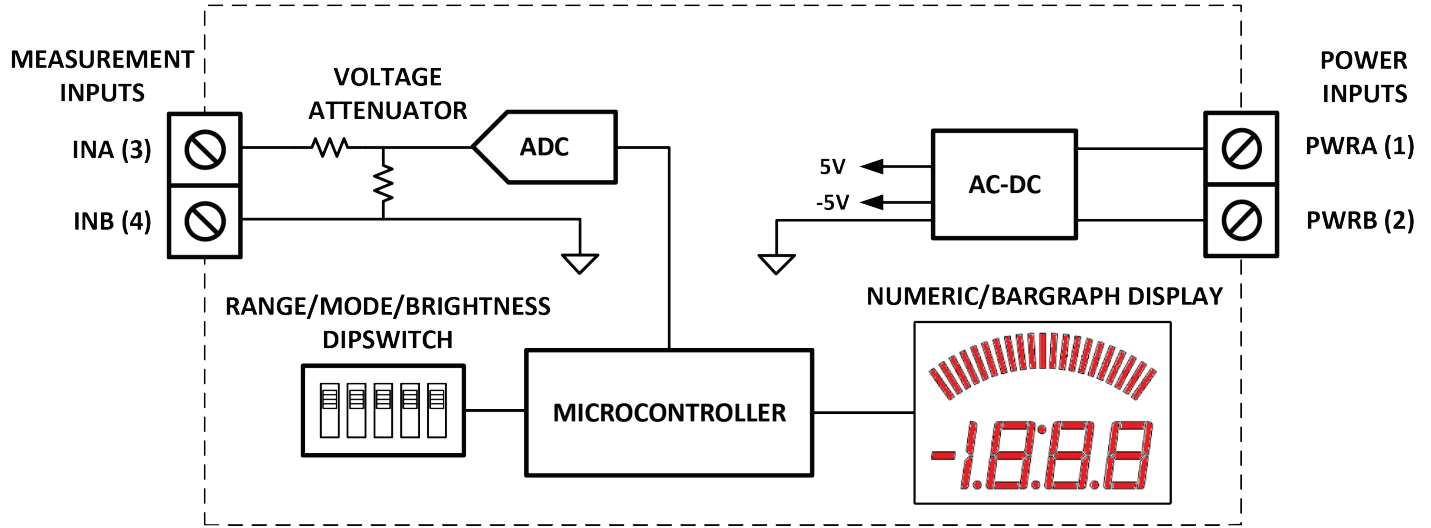 MEASUREMENT
INPUTS
INA (3)
INB (4)
VOLTAGE
ATTENUATOR
ADC
5V
-5V
AC-DC
POWER
INPUTS
PWRA (1)
PWRB (2)
RANGE/MODE/BRIGHTNESS
DIPSWITCH
MICROCONTROLLER
NUMERIC/BARGRAPH DISPLAY
-1.8:8.8